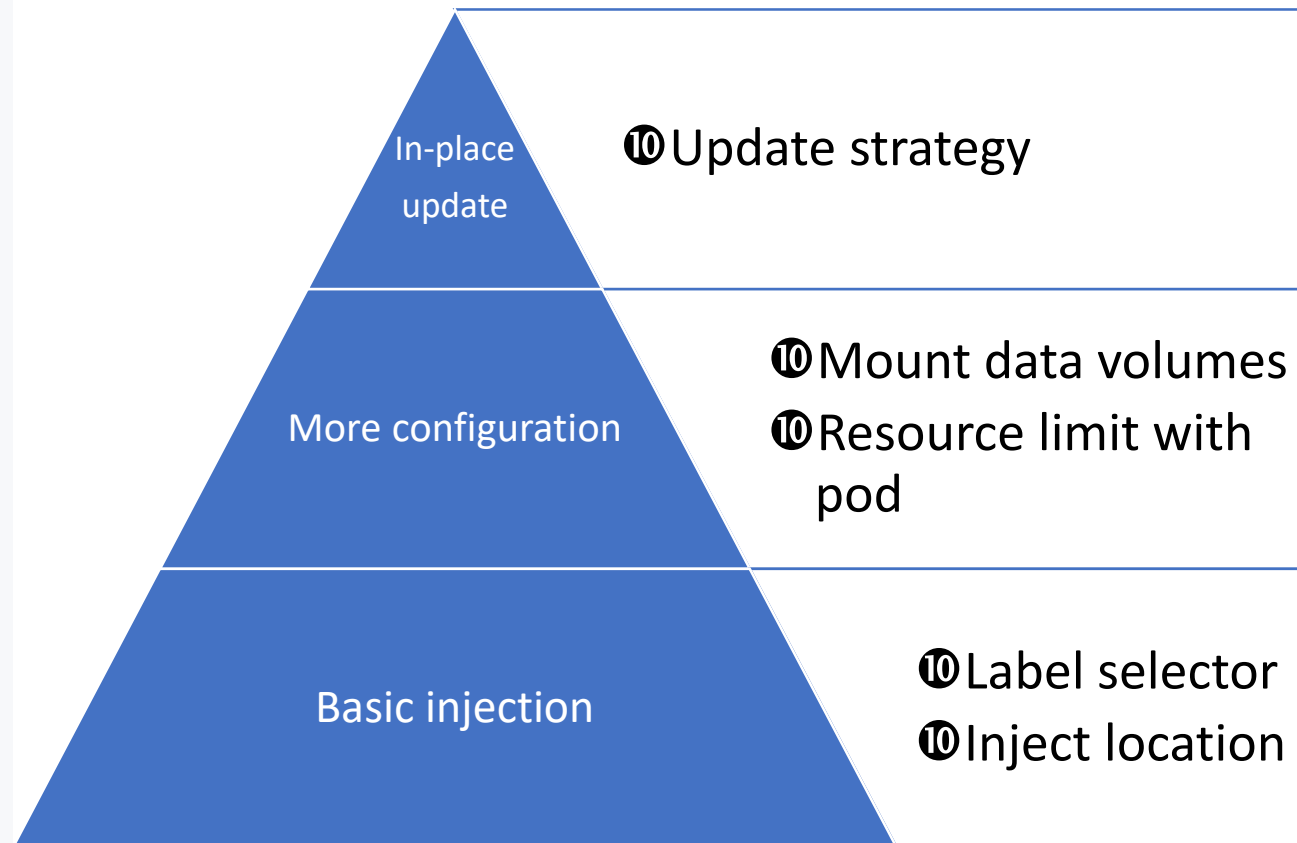 In-place
update
❿Update strategy
More configuration
❿Mount data volumes
❿Resource limit with
pod
Basic injection
❿Label selector
❿Inject location